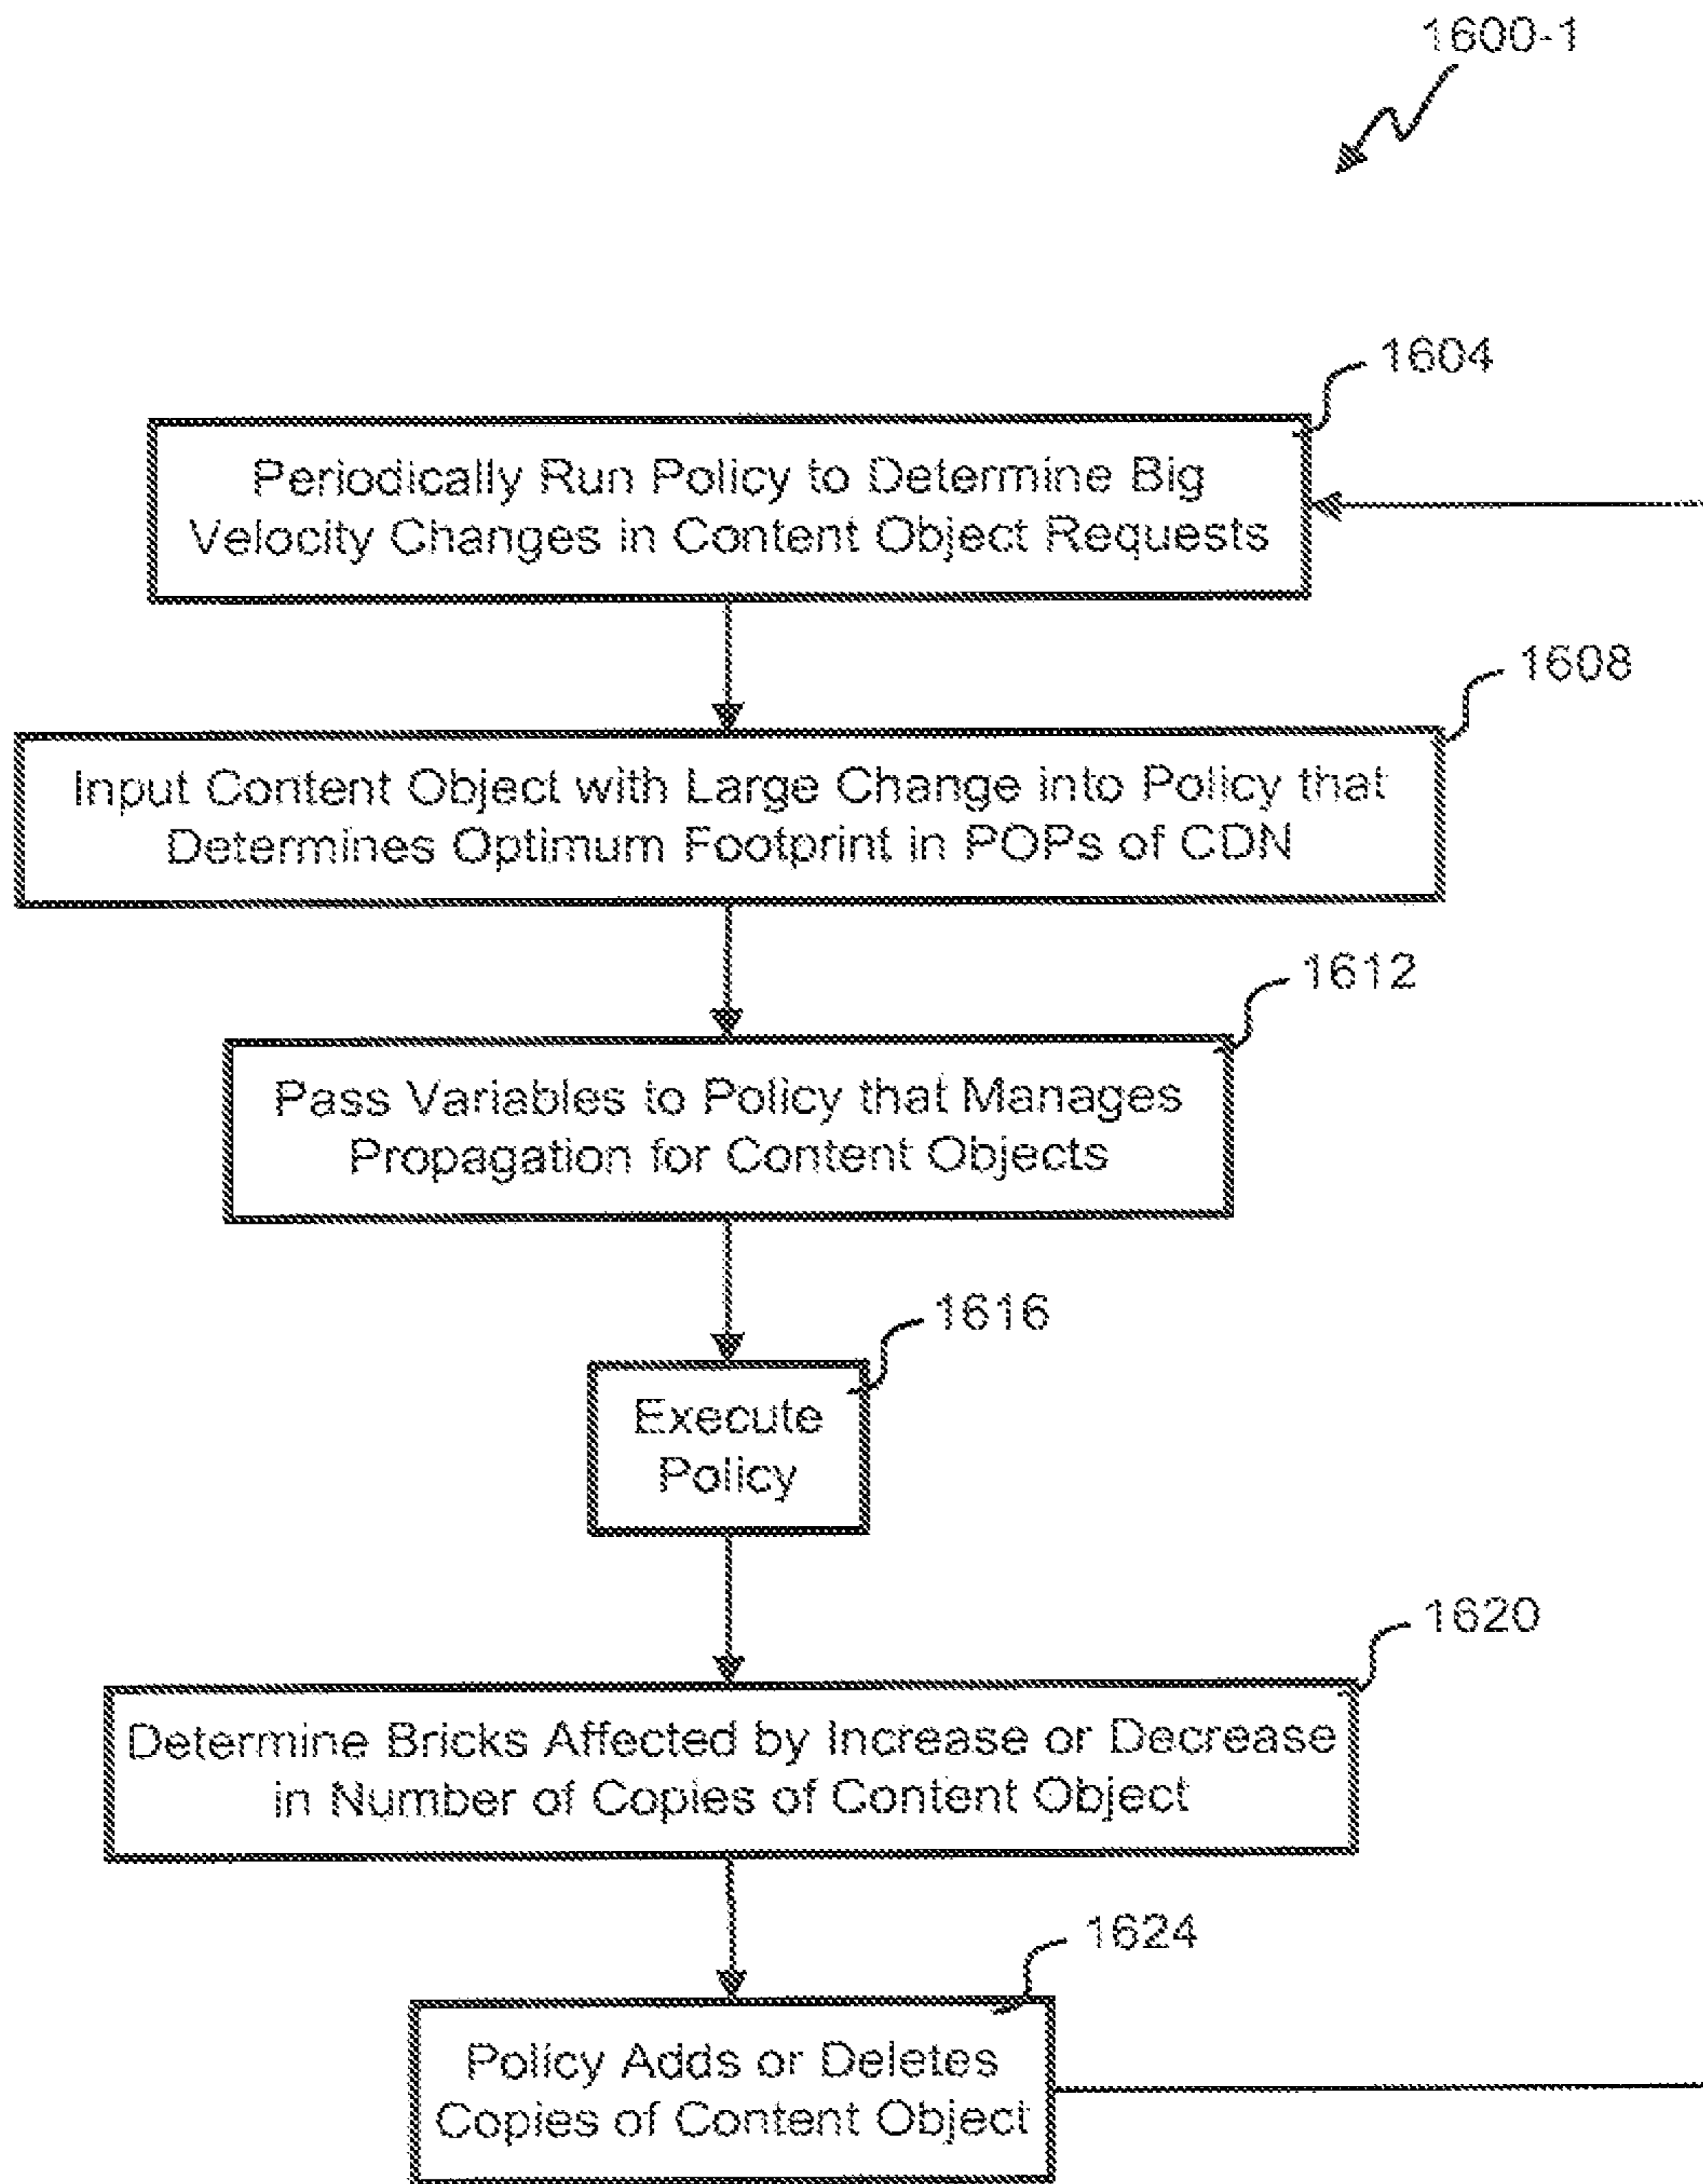 1600-1
1604
Periodically Run Policy to Determine Big
Velocity Changes in Content Object Requests
1608
Input Content Object with Large Change into Policy that
Determines Optimum Footprint in POPs of CDN
1612
Pass Variables to Policy that Manages
Propagation for Content Objects
1616
Execute
Policy
1620
Determine Bricks Affected by Increase or Decrease
in Number of Copies of Content Object
1624
Policy Adds or Deletes
Copies of Content Object